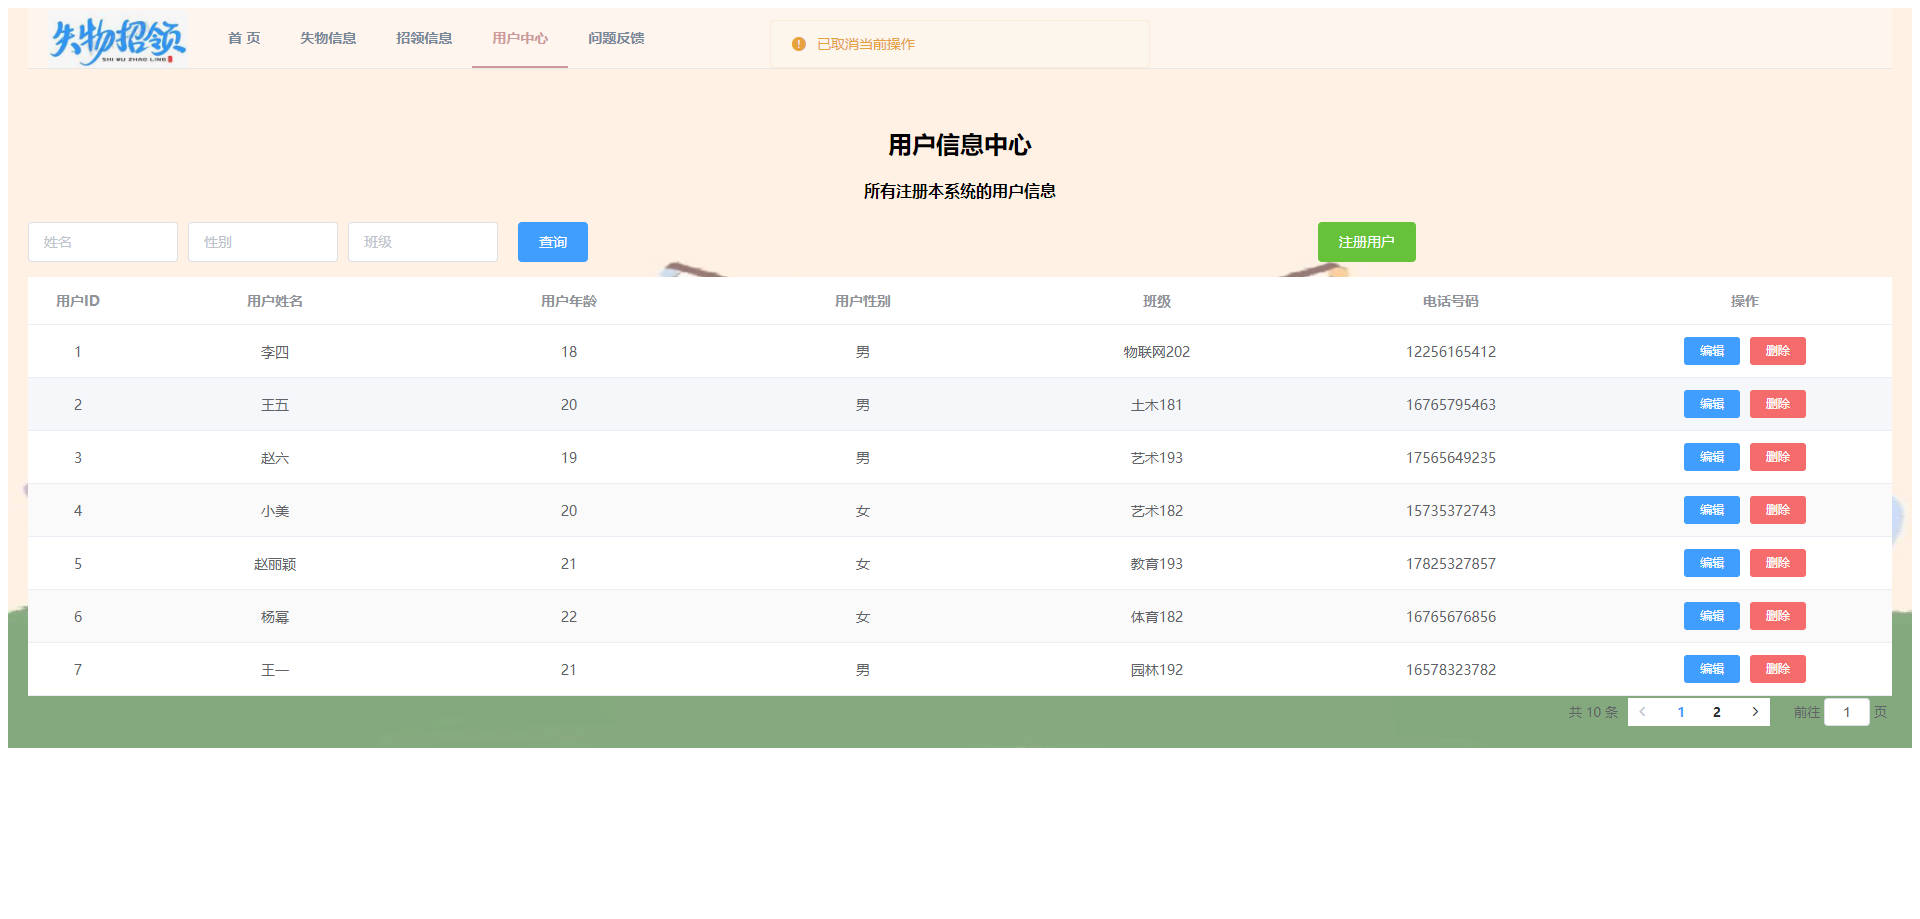 失物招领
SHI WU ZHAO LING
首 页 失物信息 招领信息 用户中心 问题反馈
已取消当前操作
用户信息中心
所有注册本系统的用户信息
姓名 性别 班级 查询 注册用户
用户ID 用户姓名 用户年龄 用户性别 班级 电话号码 操作
1 李四 18 男 物联网202 12256165412 编辑 删除
2 王五 20 男 土木181 16765795463 编辑 删除
3 赵六 19 男 艺术193 17565649235 编辑 删除
4 小美 20 女 艺术182 15735372743 编辑 删除
5 赵丽颖 21 女 教育193 17825327857 编辑 删除
6 杨幂 22 女 体育182 16765676856 编辑 删除
7 王一 21 男 园林192 16578323782 编辑 删除
共 10 条 1 2 前往 1 页